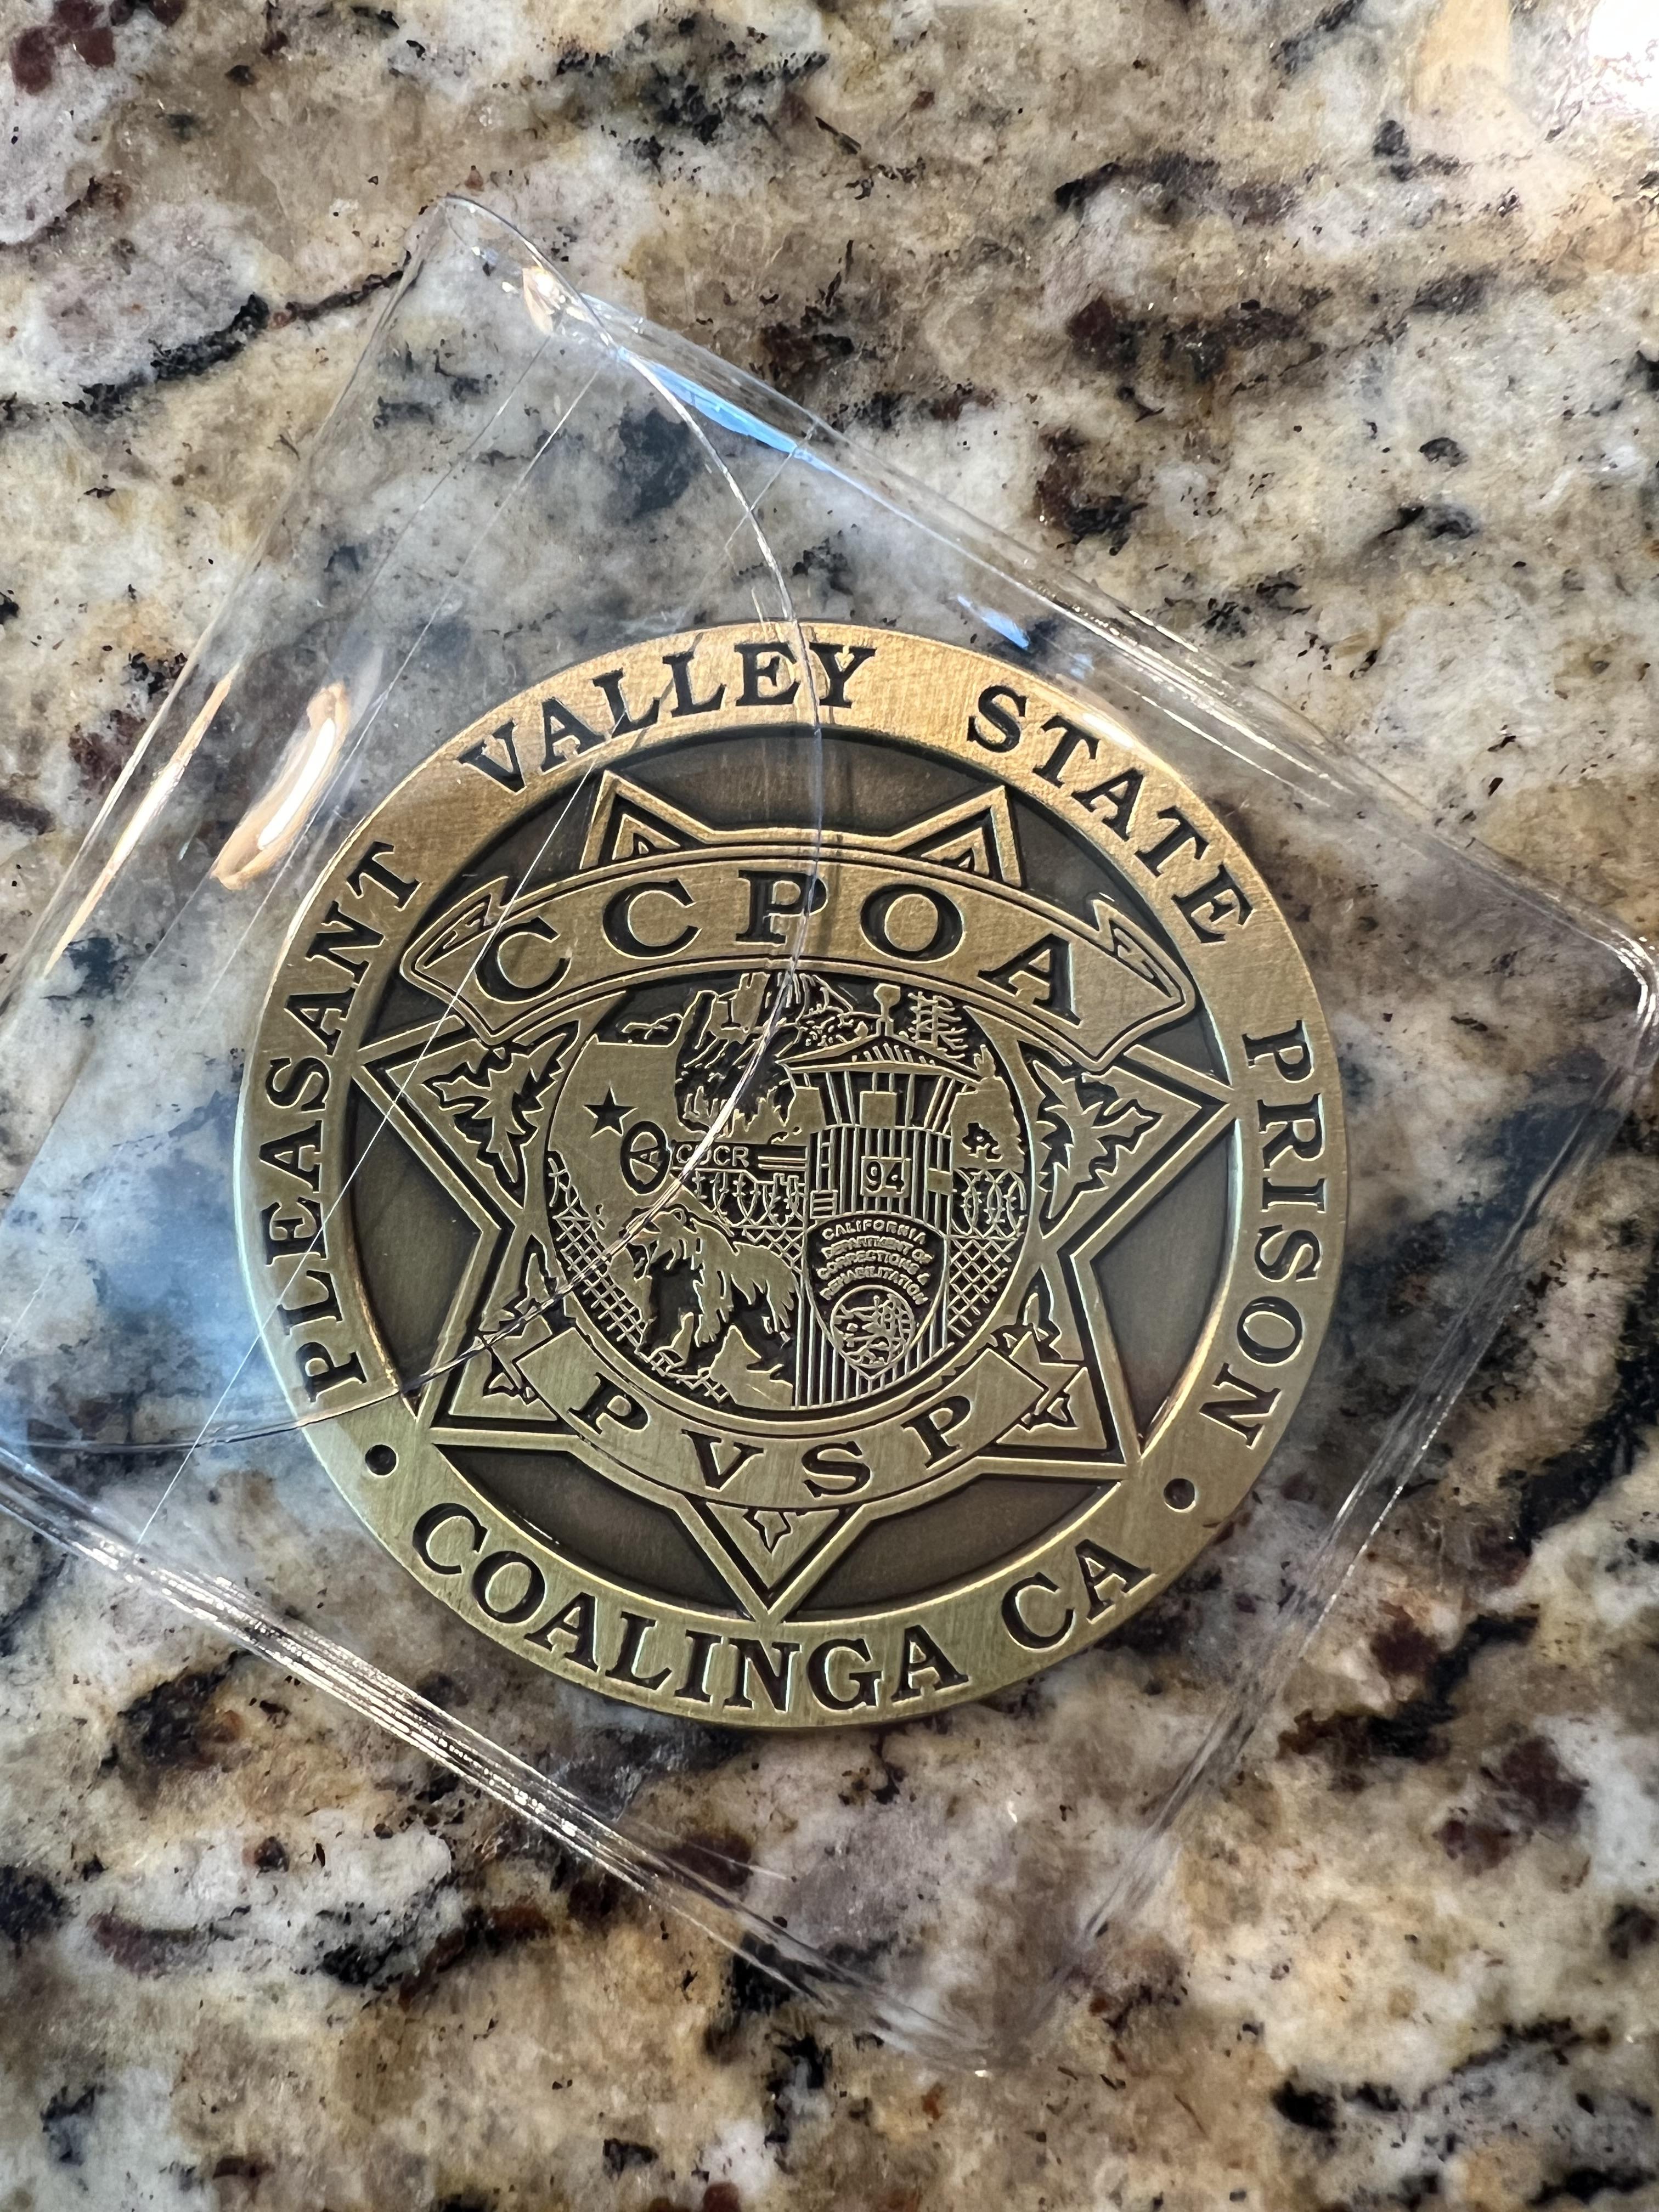 PLEASANT VALLEY STATE PRISON
CCPOA
CDCR
94
CALIFORNIA
DEPARTMENT OF
CORRECTIONS &
REHABILITATION
PVSP
• COALINGA CA •